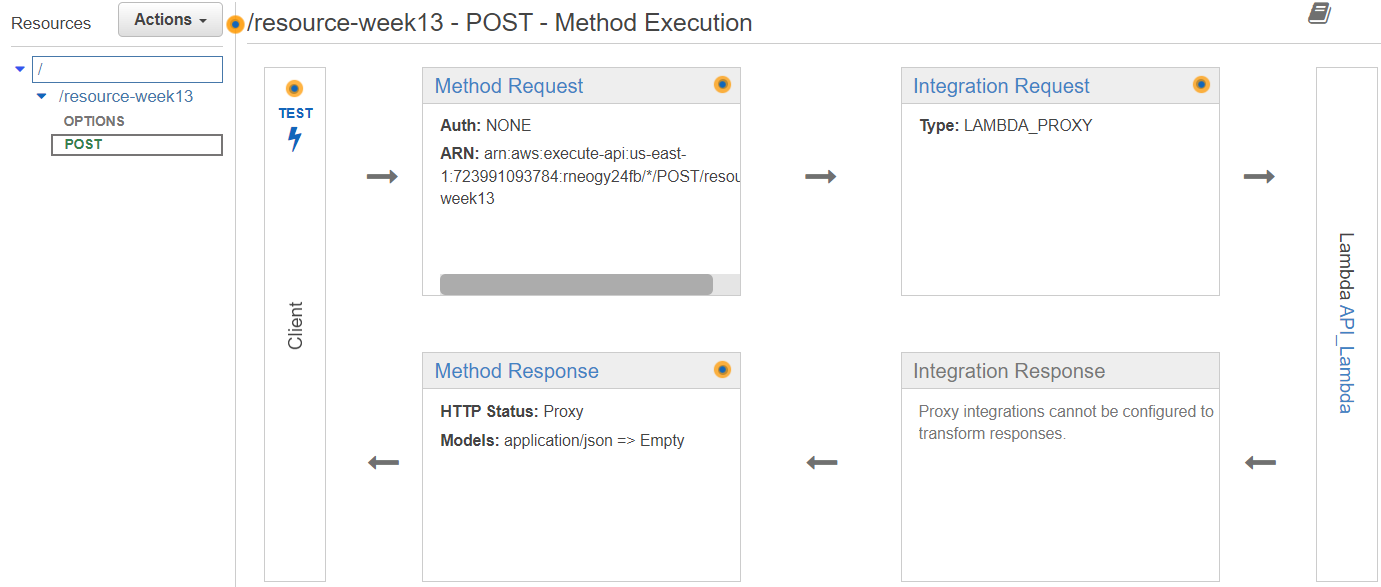 Resources
Actions
/resource-week13 - POST - Method Execution
/
/resource-week13
OPTIONS
POST
TEST
Client
Method Request
Auth: NONE
ARN: arn:aws:execute-api:us-east-
1:723991093784:rneogy24fb/*/POST/resou
week13
Integration Request
Type: LAMBDA_PROXY
Lambda API_Lambda
Method Response
HTTP Status: Proxy
Models: application/json => Empty
Integration Response
Proxy integrations cannot be configured to
transform responses.